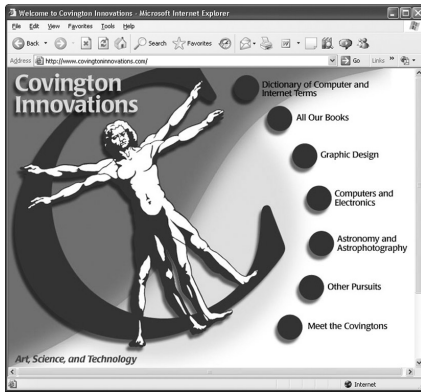 Welcome to Covington Innovations - Microsoft Internet Explorer
File Edit View Favorites Tools Help
Back Search Favorites
Address http://www.covingtoninnovations.com/ Go Links »
Covington
Innovations
Dictionary of Computer and
Internet Terms
All Our Books
Graphic Design
Computers and
Electronics
Astronomy and
Astrophotography
Other Pursuits
Meet the Covingtons
Art, Science, and Technology
Internet